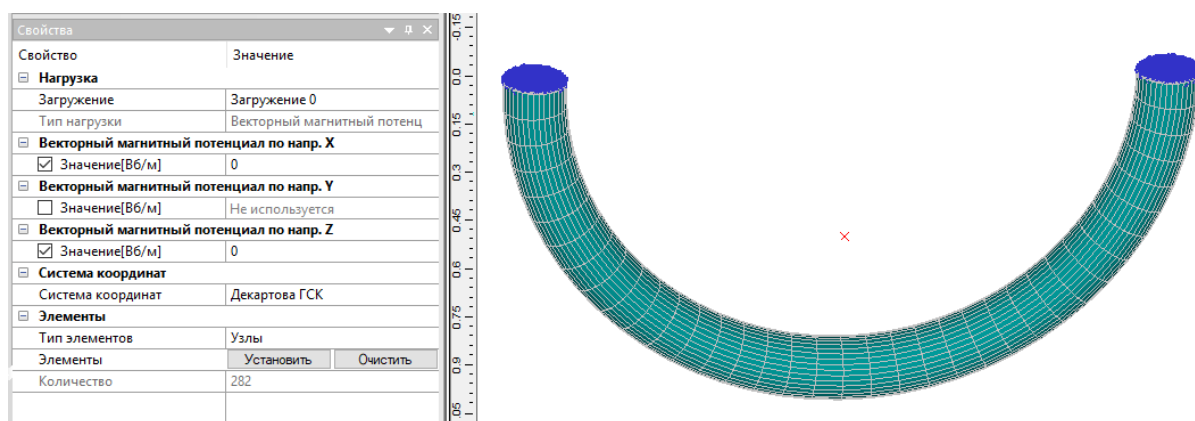 Свойства
Свойство Значение
Нагрузка
Загружение Загружение 0
Тип нагрузки Векторный магнитный потенц
Векторный магнитный потенциал по напр. X
Значение[Вб/м] 0
Векторный магнитный потенциал по напр. Y
Значение[Вб/м] Не используется
Векторный магнитный потенциал по напр. Z
Значение[Вб/м] 0
Система координат
Система координат Декартова ГСК
Элементы
Тип элементов Узлы
Элементы Установить Очистить
Количество 282
-0.15
0.0
0.15
0.3
0.45
0.6
0.75
0.9
.05